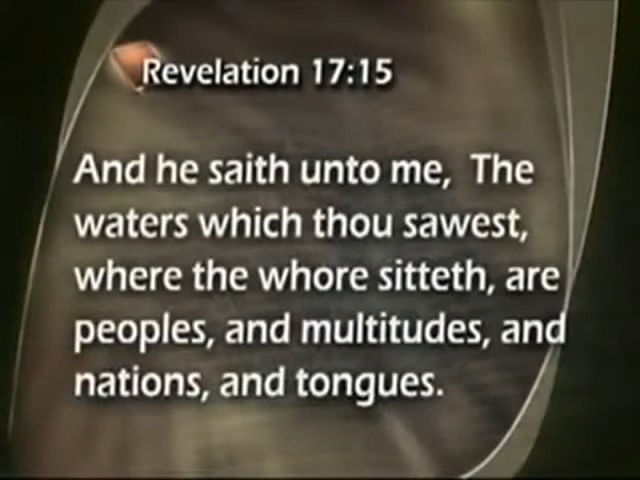 Revelation 17:15
And he saith unto me, The
waters which thou sawest,
where the whore sitteth, are
peoples, and multitudes, and
nations, and tongues.